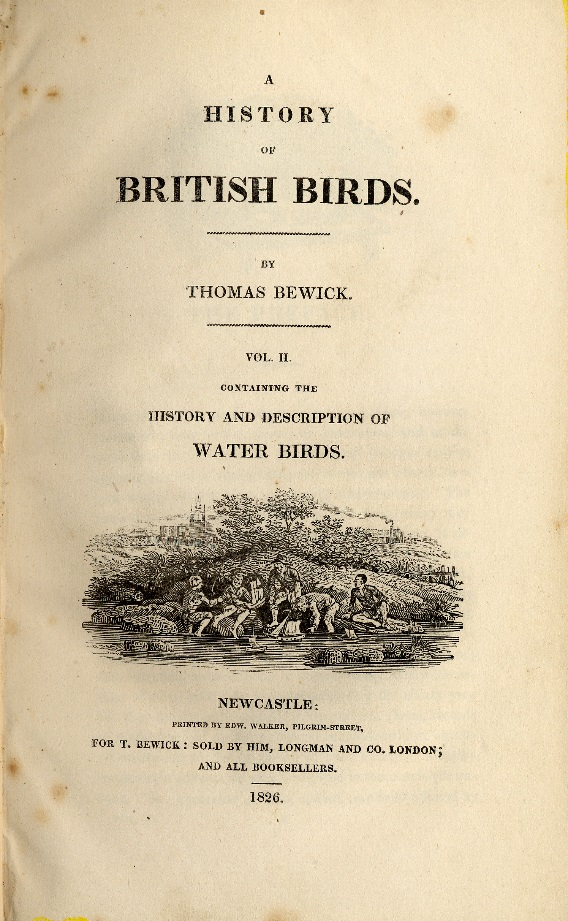 A
HISTORY
OF
BRITISH BIRDS.
BY
THOMAS BEWICK.
VOL. II.
CONTAINING THE
HISTORY AND DESCRIPTION OF
WATER BIRDS.
NEWCASTLE:
PRINTED BY EDW. WALKER, PILGRIM-STREET,
FOR T. BEWICK: SOLD BY HIM, LONGMAN AND CO. LONDON;
AND ALL BOOKSELLERS.
1826.